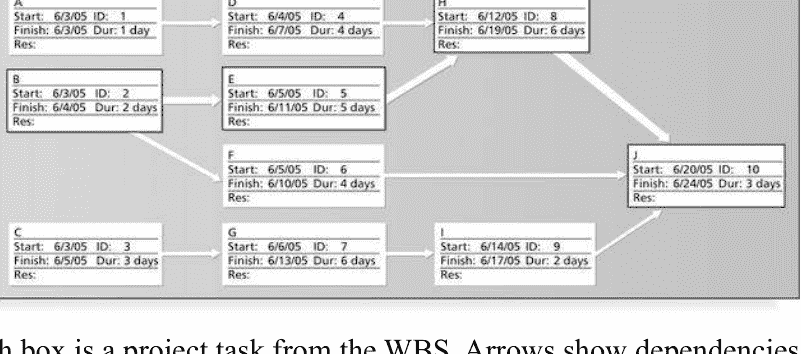 A
Start: 6/3/05 ID: 1
Finish: 6/3/05 Dur: 1 day
Res:
D
Start: 6/4/05 ID: 4
Finish: 6/7/05 Dur: 4 days
Res:
H
Start: 6/12/05 ID: 8
Finish: 6/19/05 Dur: 6 days
Res:
B
Start: 6/3/05 ID: 2
Finish: 6/4/05 Dur: 2 days
Res:
E
Start: 6/5/05 ID: 5
Finish: 6/11/05 Dur: 5 days
Res:
F
Start: 6/5/05 ID: 6
Finish: 6/10/05 Dur: 4 days
Res:
J
Start: 6/20/05 ID: 10
Finish: 6/24/05 Dur: 3 days
Res:
C
Start: 6/3/05 ID: 3
Finish: 6/5/05 Dur: 3 days
Res:
G
Start: 6/6/05 ID: 7
Finish: 6/13/05 Dur: 6 days
Res:
I
Start: 6/14/05 ID: 9
Finish: 6/17/05 Dur: 2 days
Res:
h box is a project task from the WBS. Arrows show dependencies